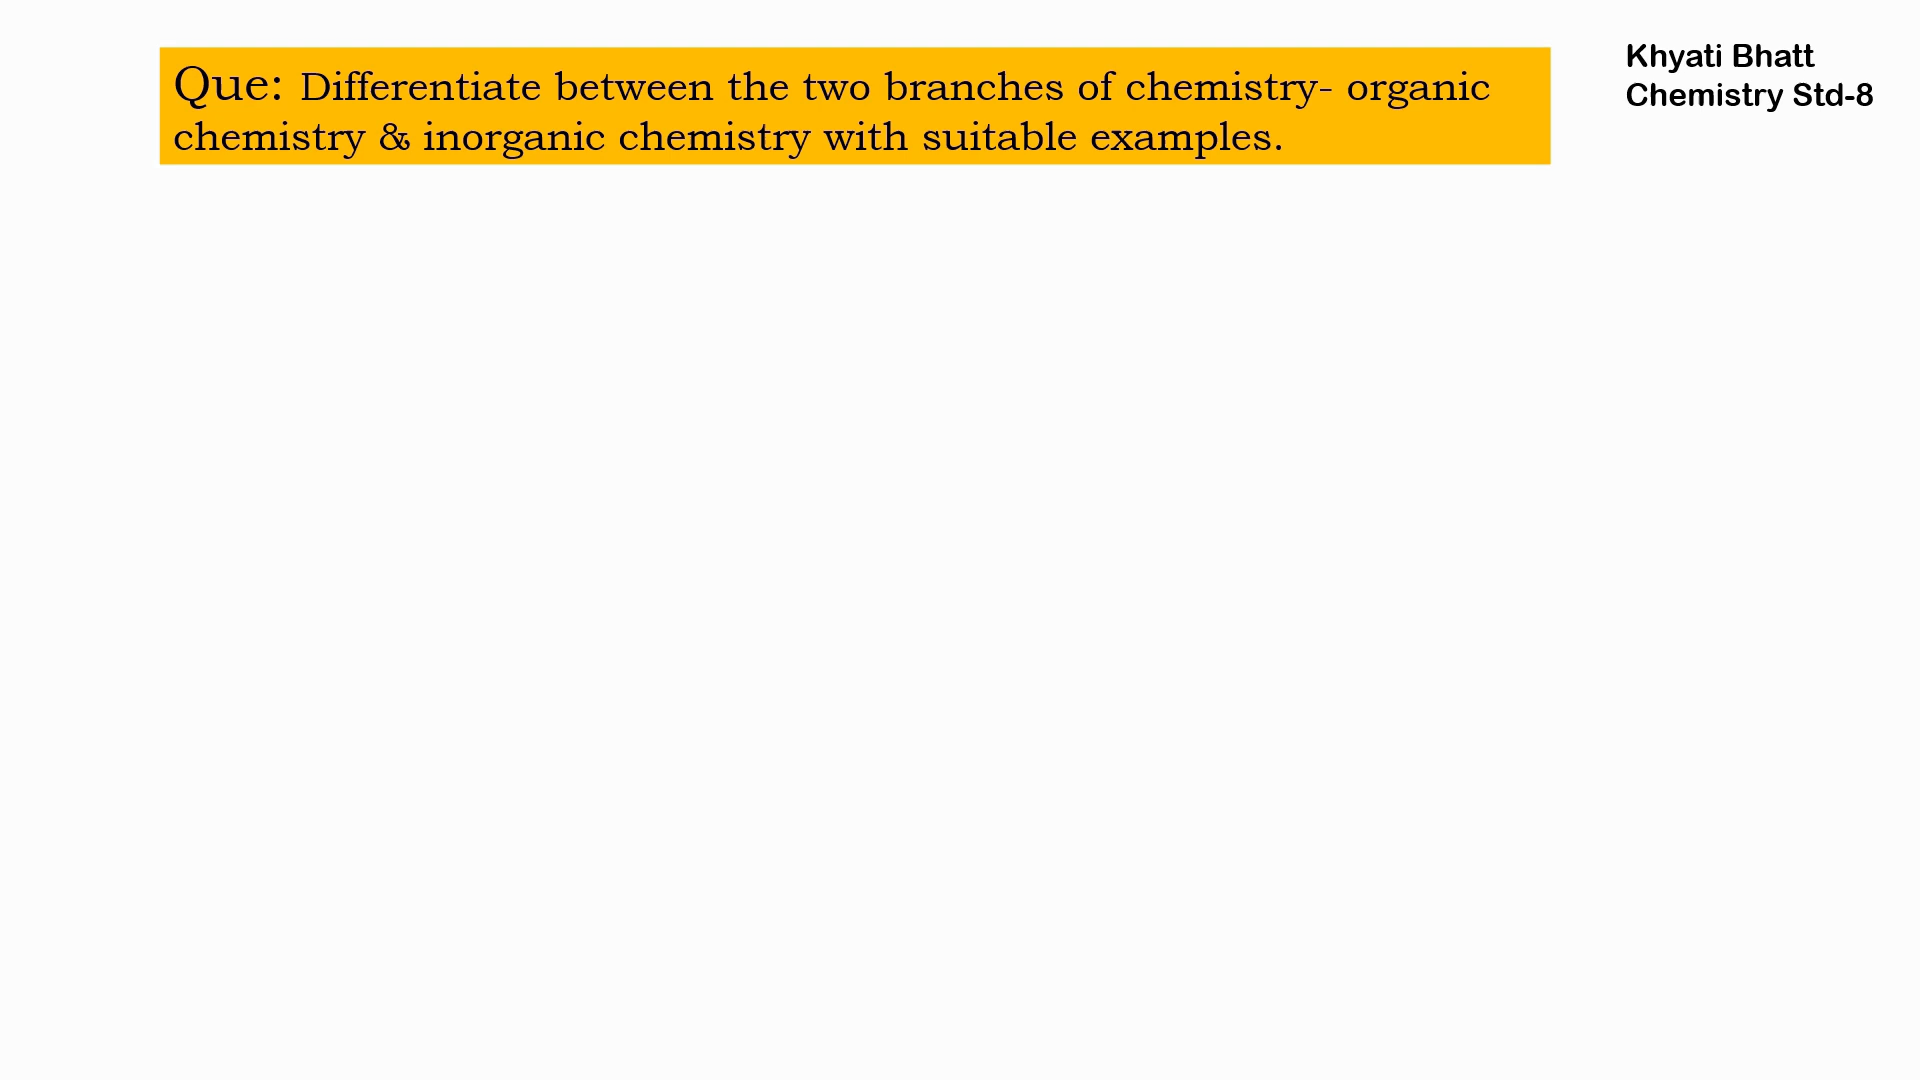 Que: Differentiate between the two branches of chemistry- organic
chemistry & inorganic chemistry with suitable examples.
Khyati Bhatt
Chemistry Std-8